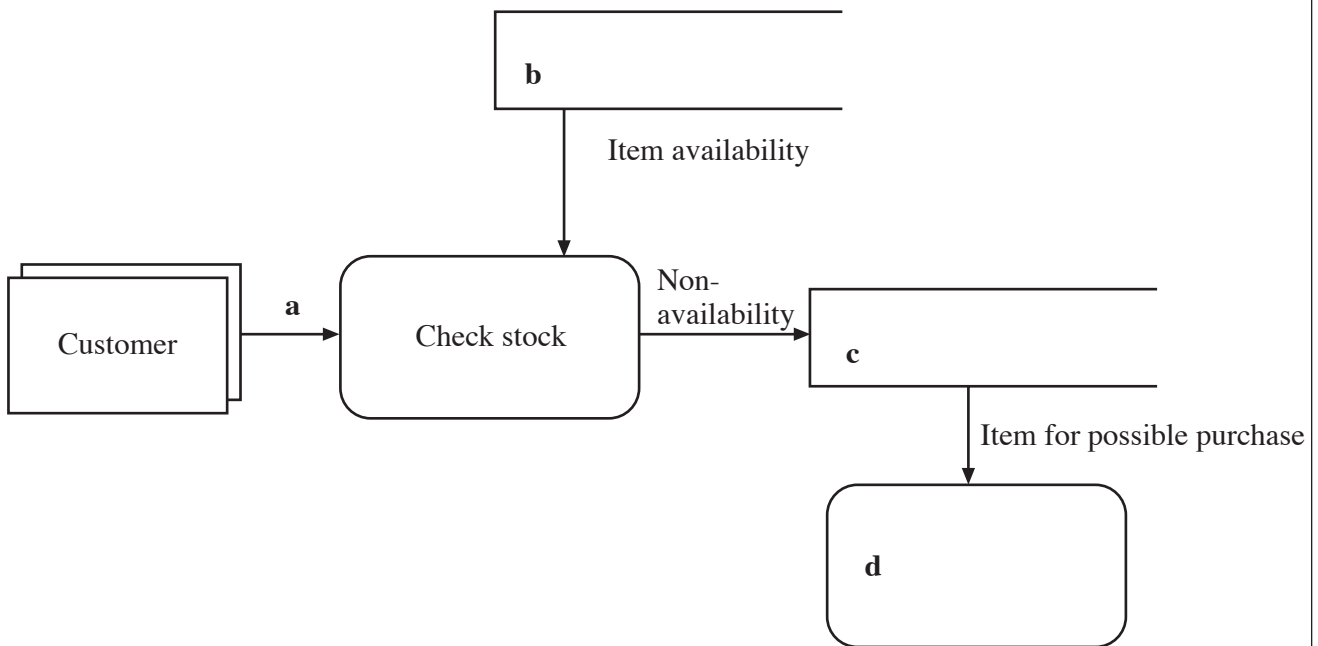 b
Item availability
Non-
availability
a
Customer
Check stock
c
Item for possible purchase
d